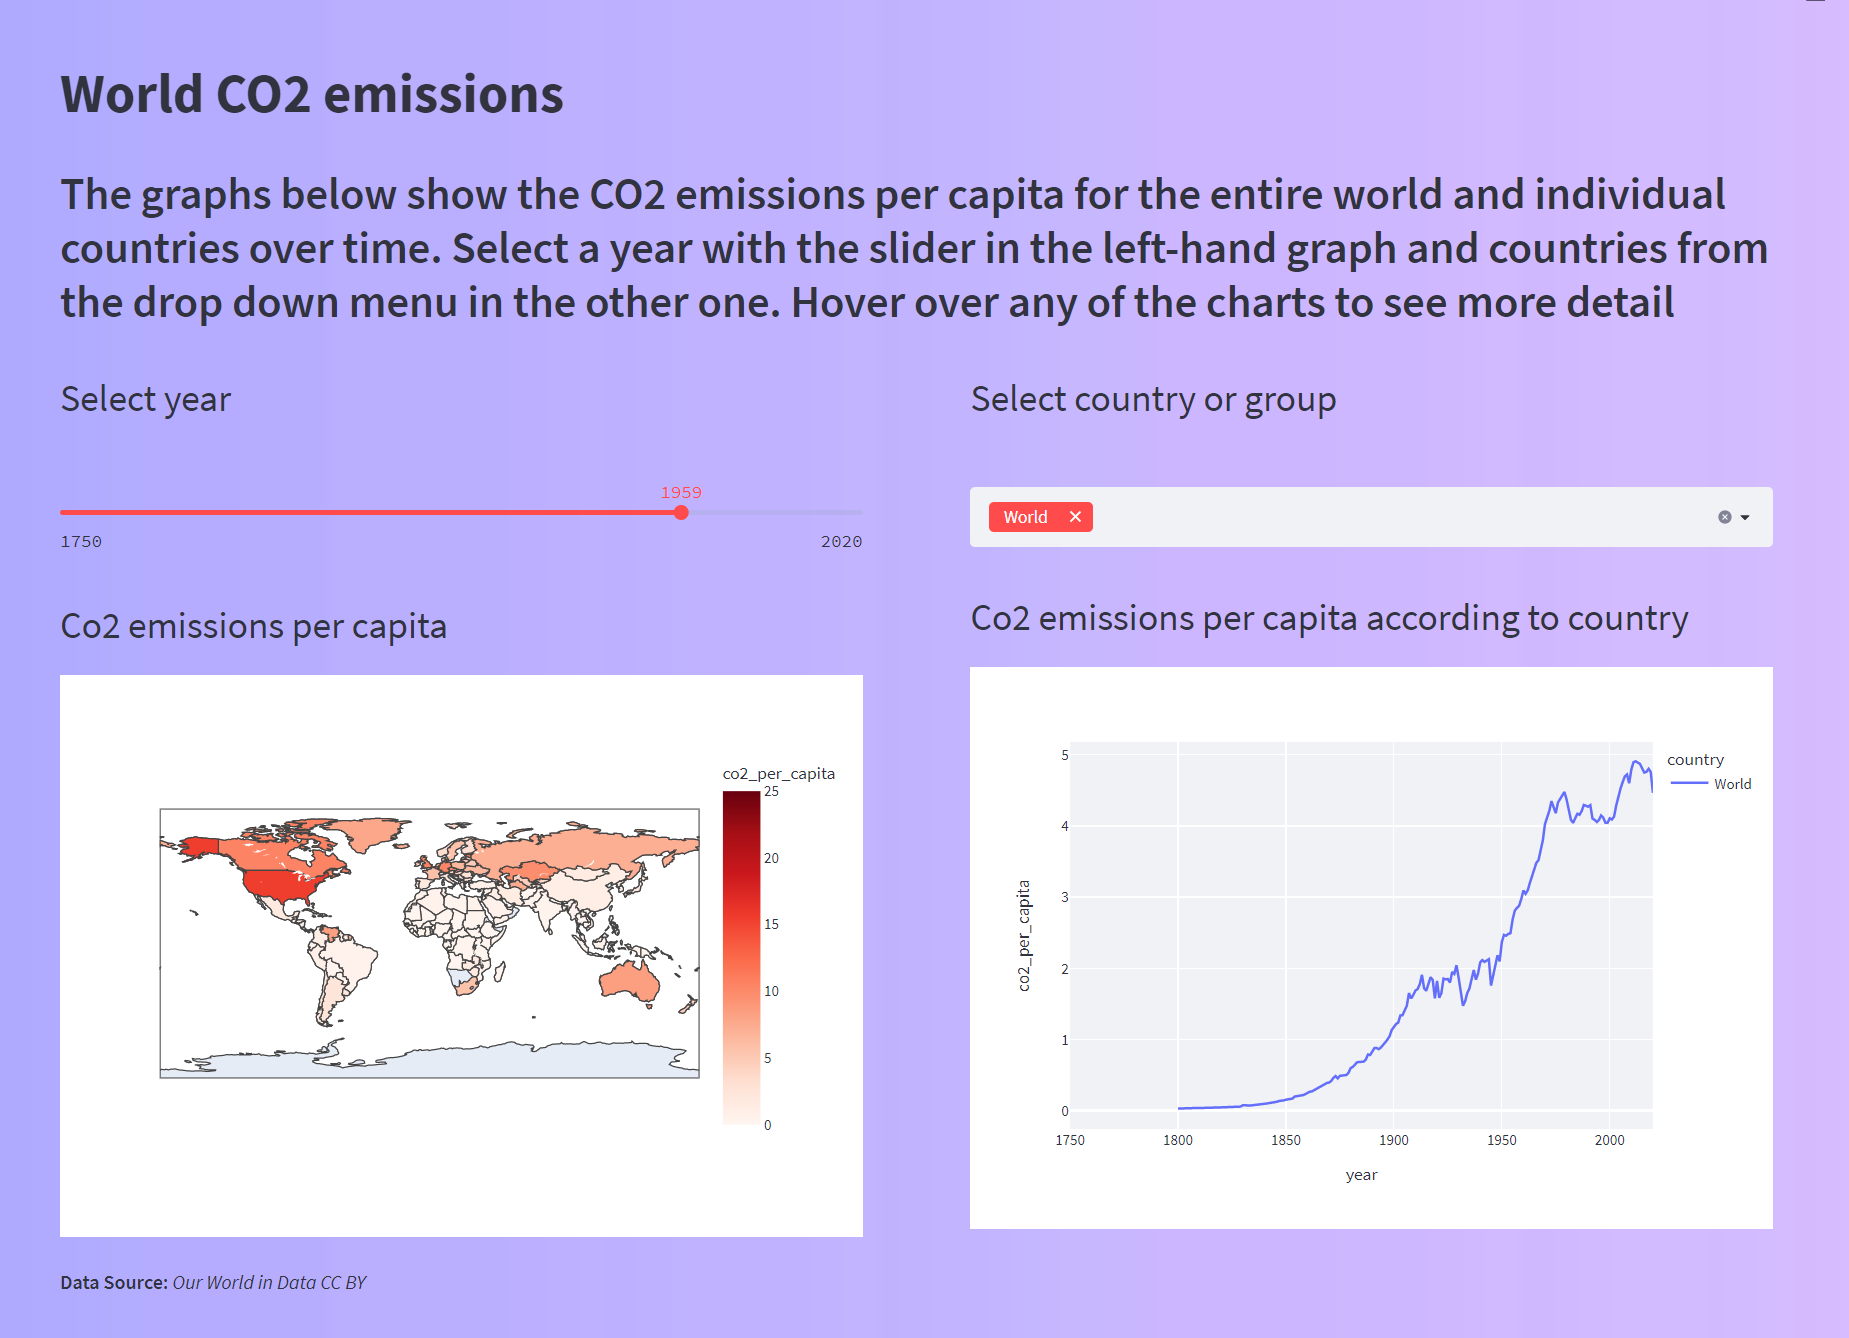 World CO2 emissions
The graphs below show the CO2 emissions per capita for the entire world and individual
countries over time. Select a year with the slider in the left-hand graph and countries from
the drop down menu in the other one. Hover over any of the charts to see more detail
Select year
1959
1750
2020
Co2 emissions per capita
co2_per_capita
25
20
15
10
5
0
Select country or group
World
Co2 emissions per capita according to country
5
4
3
2
1
0
co2_per_capita
1750
1800
1850
1900
1950
2000
year
country
World
Data Source: Our World in Data CC BY